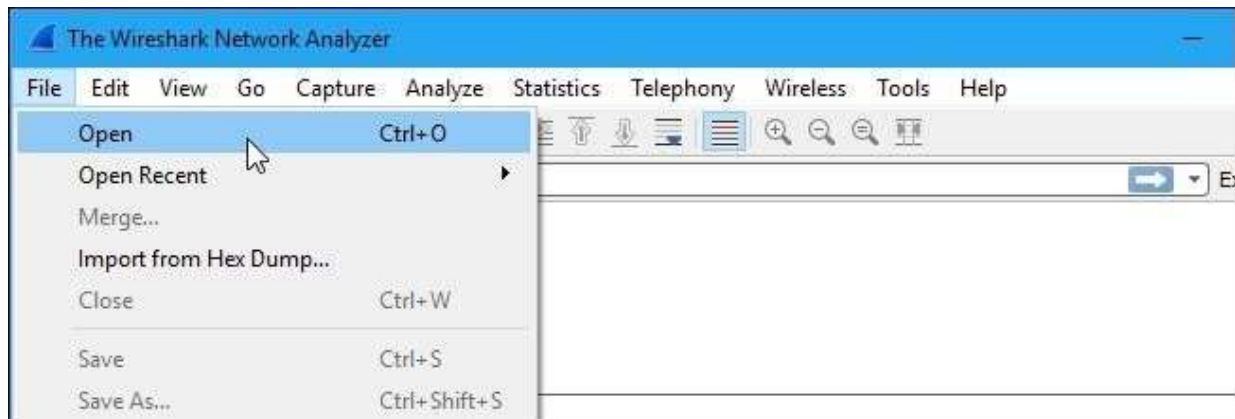 The Wireshark Network Analyzer
File Edit View Go Capture Analyze Statistics Telephony Wireless Tools Help
Open Ctrl+O
Open Recent
Merge...
Import from Hex Dump...
Close Ctrl+W
Save Ctrl+S
Save As... Ctrl+Shift+S